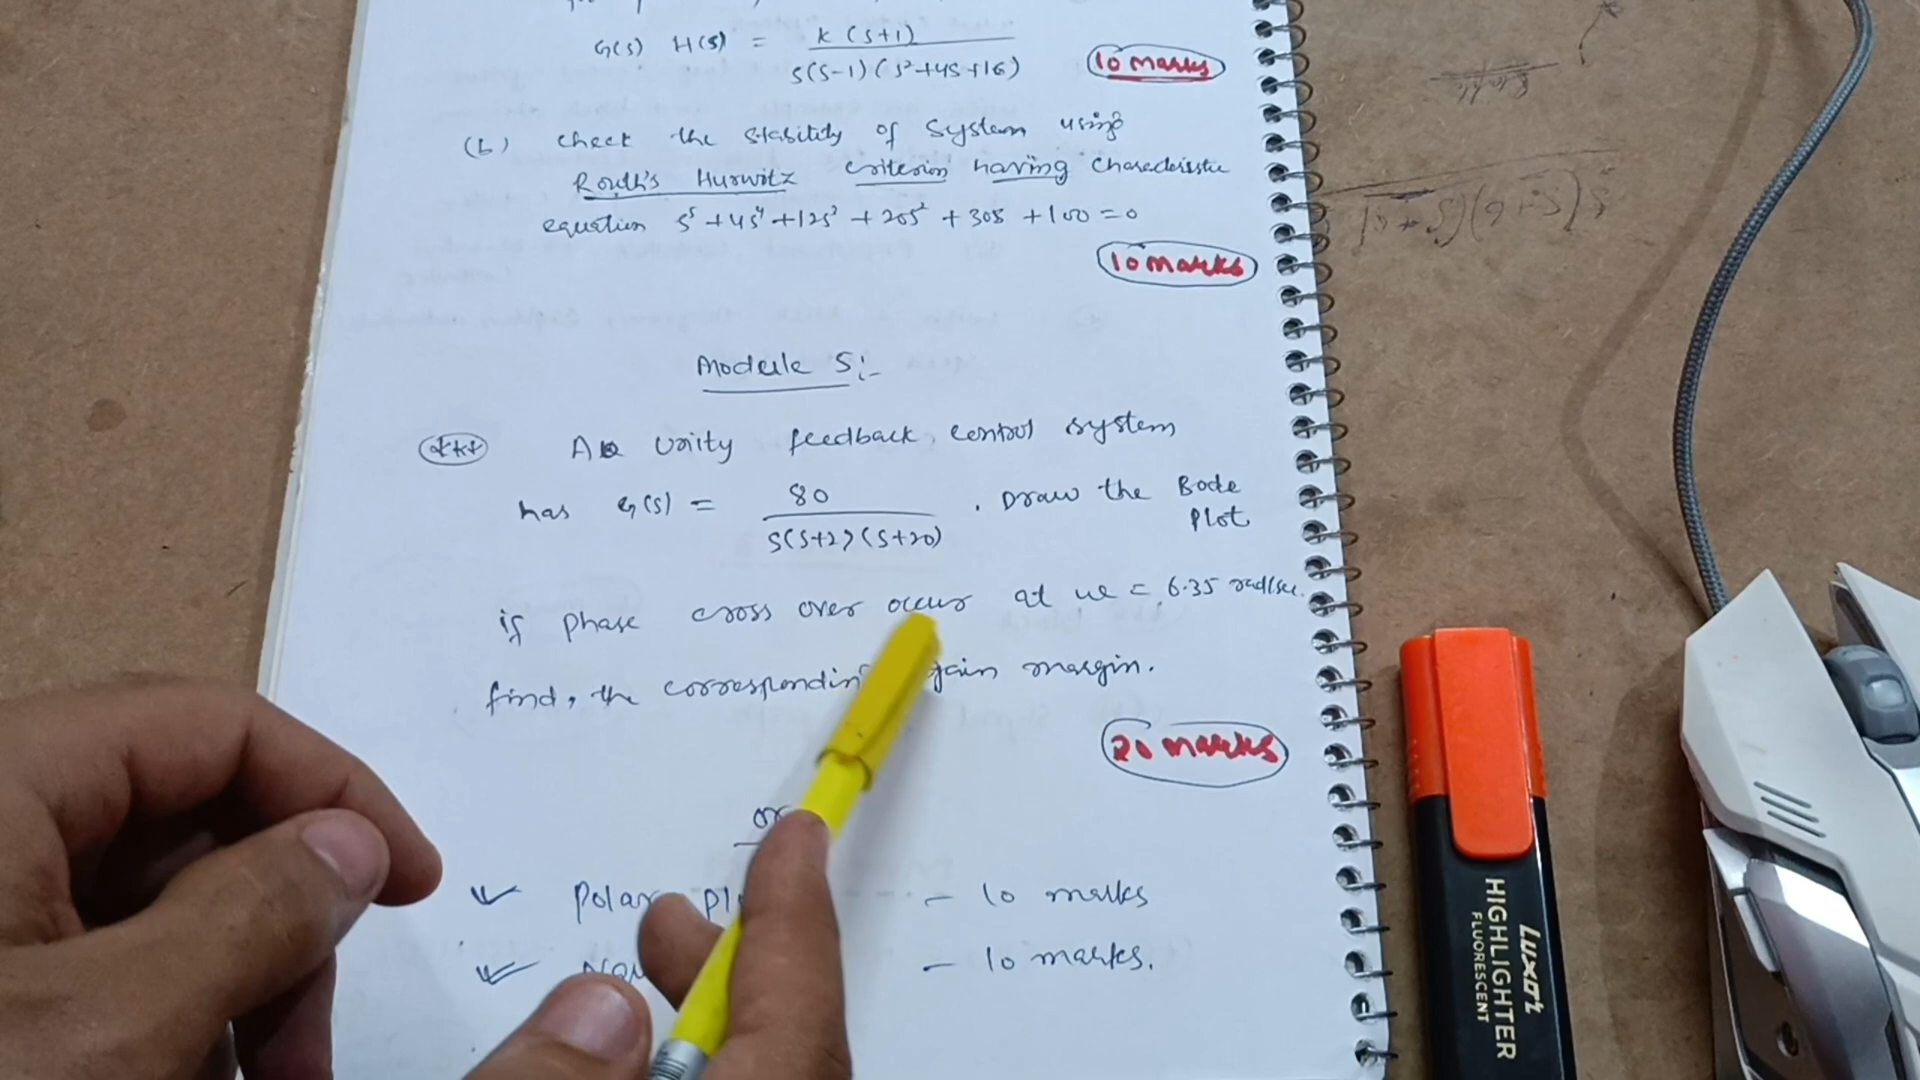 G(s) H(s) = K(s+1) / s(s-1)(s²+4s+16)
10 marks
(b) check the stability of system using
Routh's Hurwitz criterion having characteristic
equation s⁵+4s⁴+12s³+20s²+30s+100=0
10 marks
Module 5:-
A unity feedback control system
has G(s) = 80 / s(s+2)(s+20) . Draw the Bode
Plot
if phase cross over occur at = 6.35 rad/sec.
find, the corresponding gain margin.
20 marks
or
Polar - 10 marks
- 10 marks.
LUXOR
HIGHLIGHTER
FLUORESCENT